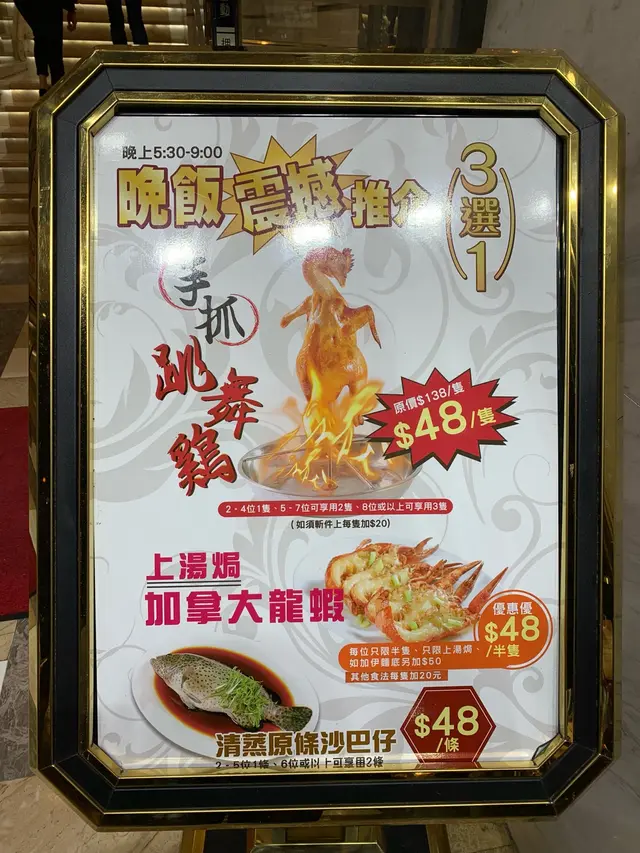 點
晚上5:30-9:00
晚飯震撼推介
3選1
手抓
跳舞鷄
原價$138/隻
$48/隻
2-4位1隻、5-7位可享用2隻、8位或以上可享用3隻
(如須斬件上每隻加$20)
上湯焗
加拿大龍蝦
優惠優
$48
/半隻
每位只限半隻、只限上湯焗、
如加伊麵底另加$50
其他食法每隻加20元
清蒸原條沙巴仔
$48
/條
2-5位1條、6位或以上可享用2條